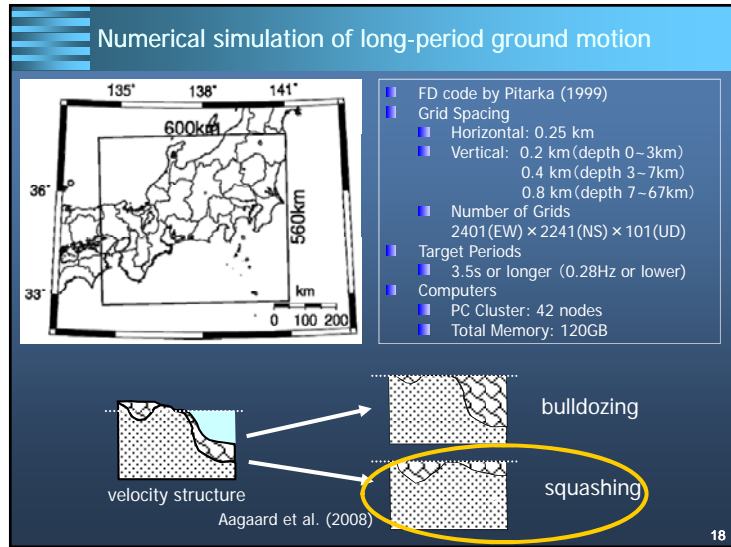 Numerical simulation of long-period ground motion
135° 138° 141°
600km
36°
560km
33°
km
0 100 200
FD code by Pitarka (1999)
Grid Spacing
Horizontal: 0.25 km
Vertical: 0.2 km(depth 0~3km)
0.4 km(depth 3~7km)
0.8 km(depth 7~67km)
Number of Grids
2401(EW)×2241(NS)×101(UD)
Target Periods
3.5s or longer (0.28Hz or lower)
Computers
PC Cluster: 42 nodes
Total Memory: 120GB
bulldozing
velocity structure
squashing
Aagaard et al. (2008)
18